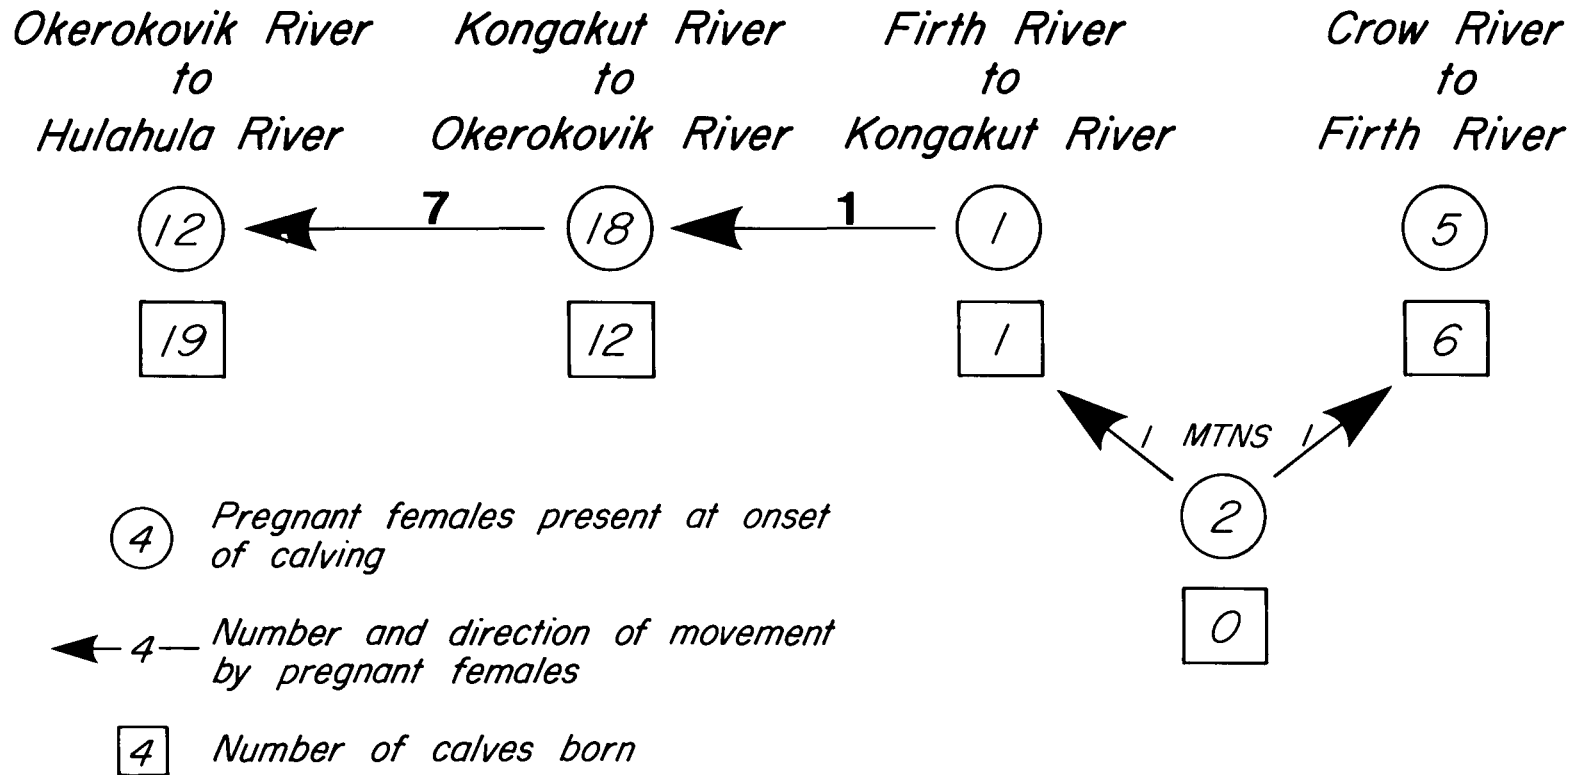 Okerokovik River
to
Hulahula River
Kongakut River
to
Okerokovik River
Firth River
to
Kongakut River
Crow River
to
Firth River
12
7
18
1
1
5
19
12
1
6
1 MTNS 1
2
0
4
Pregnant females present at onset
of calving
4
Number and direction of movement
by pregnant females
4
Number of calves born